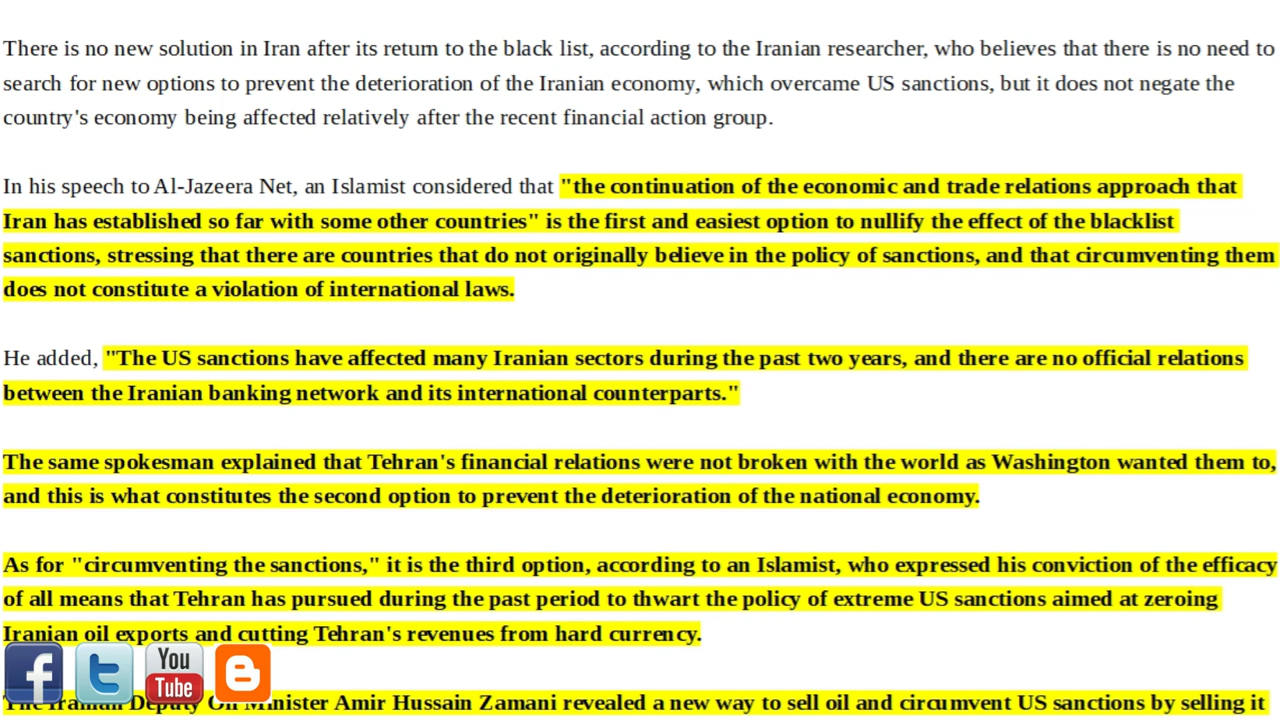 There is no new solution in Iran after its return to the black list, according to the Iranian researcher, who believes that there is no need to
search for new options to prevent the deterioration of the Iranian economy, which overcame US sanctions, but it does not negate the
country's economy being affected relatively after the recent financial action group.
In his speech to Al-Jazeera Net, an Islamist considered that "the continuation of the economic and trade relations approach that
Iran has established so far with some other countries" is the first and easiest option to nullify the effect of the blacklist
sanctions, stressing that there are countries that do not originally believe in the policy of sanctions, and that circumventing them
does not constitute a violation of international laws.
He added, "The US sanctions have affected many Iranian sectors during the past two years, and there are no official relations
between the Iranian banking network and its international counterparts."
The same spokesman explained that Tehran's financial relations were not broken with the world as Washington wanted them to,
and this is what constitutes the second option to prevent the deterioration of the national economy.
As for "circumventing the sanctions," it is the third option, according to an Islamist, who expressed his conviction of the efficacy
of all means that Tehran has pursued during the past period to thwart the policy of extreme US sanctions aimed at zeroing
Iranian oil exports and cutting Tehran's revenues from hard currency.
f t You Tube B
The Iranian Deputy Oil Minister Amir Hussain Zamani revealed a new way to sell oil and circumvent US sanctions by selling it